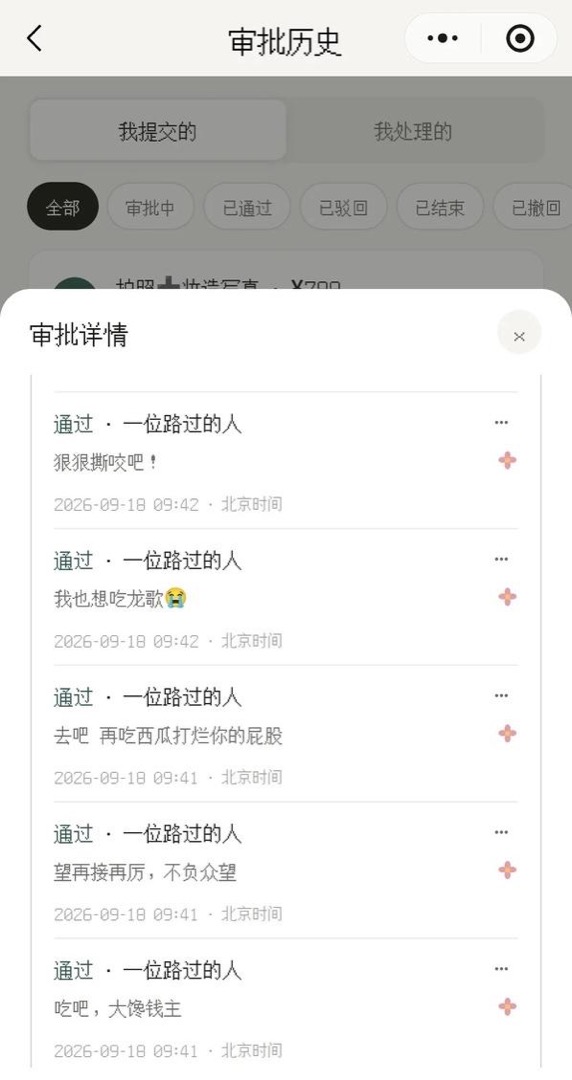 审批历史
我提交的
我处理的
全部
审批中
已通过
已驳回
已结束
已撤回
审批详情
通过 · 一位路过的人
狠狠撕咬吧！
2026-09-18 09:42 · 北京时间
通过 · 一位路过的人
我也想吃龙歌😭
2026-09-18 09:42 · 北京时间
通过 · 一位路过的人
去吧 再吃西瓜打烂你的屁股
2026-09-18 09:41 · 北京时间
通过 · 一位路过的人
望再接再厉，不负众望
2026-09-18 09:41 · 北京时间
通过 · 一位路过的人
吃吧，大馋钱主
2026-09-18 09:41 · 北京时间